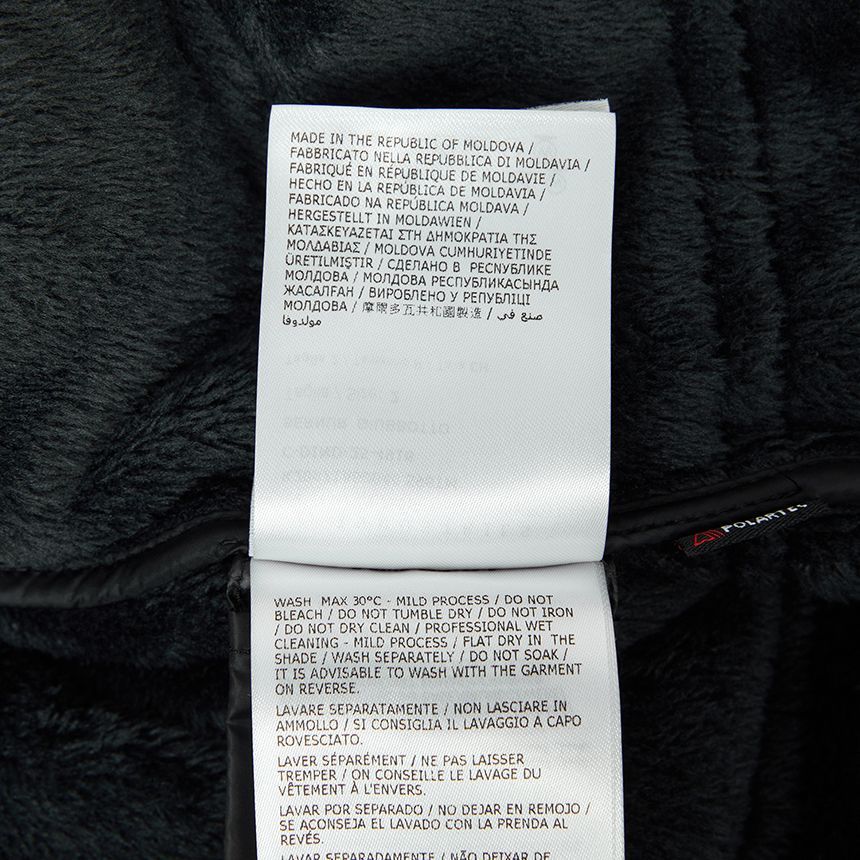 MADE IN THE REPUBLIC OF MOLDOVA /
FABBRICATO NELLA REPUBBLICA DI MOLDAVIA /
FABRIQUÉ EN RÉPUBLIQUE DE MOLDAVIE /
HECHO EN LA REPÚBLICA DE MOLDAVIA /
FABRICADO NA REPÚBLICA MOLDAVA /
HERGESTELLT IN MOLDAWIEN /
ΚΑΤΑΣΚΕΥΑΖΕΤΑΙ ΣΤΗ ΔΗΜΟΚΡΑΤΙΑ ΤΗΣ
ΜΟΛΔΑΒΙΑΣ / MOLDOVA CUMHURIYETINDE
ÜRETILMIŞTIR / СДЕЛАНО В РЕСПУБЛИКЕ
МОЛДОВА / МОЛДОВА РЕСПУБЛИКАСЫНДА
ЖАСАЛҒАН / ВИРОБЛЕНО У РЕПУБЛІЦІ
МОЛДОВА / 摩爾多瓦共和國製造 / صنع في
مولدوفا
POLARTEC
WASH MAX 30°C - MILD PROCESS / DO NOT
BLEACH / DO NOT TUMBLE DRY / DO NOT IRON
/ DO NOT DRY CLEAN / PROFESSIONAL WET
CLEANING - MILD PROCESS / FLAT DRY IN THE
SHADE / WASH SEPARATELY / DO NOT SOAK /
IT IS ADVISABLE TO WASH WITH THE GARMENT
ON REVERSE.
LAVARE SEPARATAMENTE / NON LASCIARE IN
AMMOLLO / SI CONSIGLIA IL LAVAGGIO A CAPO
ROVESCIATO.
LAVER SÉPARÉMENT / NE PAS LAISSER
TREMPER / ON CONSEILLE LE LAVAGE DU
VÊTEMENT À L'ENVERS.
LAVAR POR SEPARADO / NO DEJAR EN REMOJO /
SE ACONSEJA EL LAVADO CON LA PRENDA AL
REVÉS.
LAVAR SEPARADAMENTE / NÃO DEIXAR DE